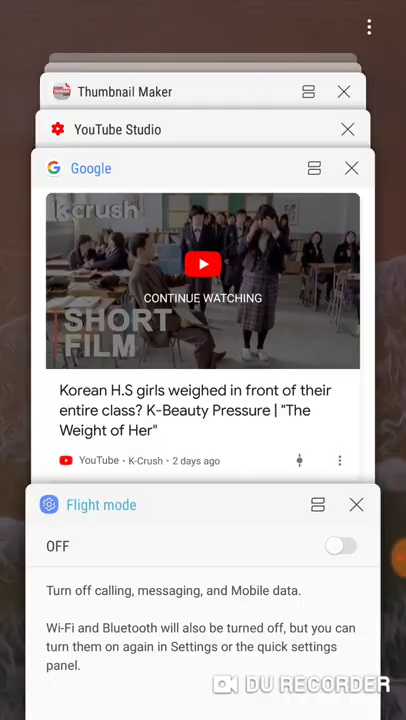 Thumbnail Maker
YouTube Studio
Google
k-crush
CONTINUE WATCHING
SHORT
FILM
Korean H.S girls weighed in front of their
entire class? K-Beauty Pressure | "The
Weight of Her"
YouTube • K-Crush • 2 days ago
Flight mode
OFF
Turn off calling, messaging, and Mobile data.
Wi-Fi and Bluetooth will also be turned off, but you can
turn them on again in Settings or the quick settings
panel.
DU RECORDER